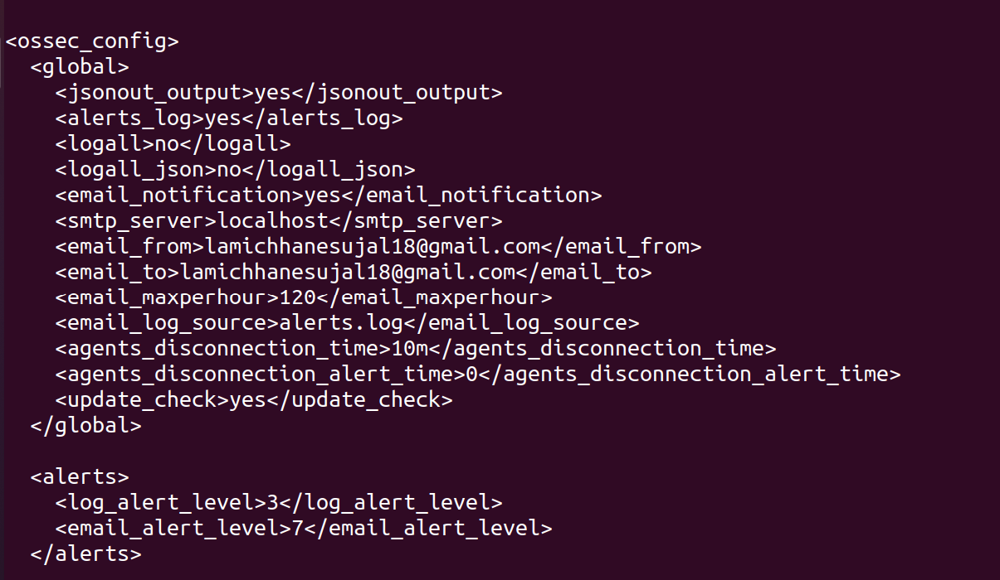 <ossec_config>
  <global>
    <jsonout_output>yes</jsonout_output>
    <alerts_log>yes</alerts_log>
    <logall>no</logall>
    <logall_json>no</logall_json>
    <email_notification>yes</email_notification>
    <smtp_server>localhost</smtp_server>
    <email_from>lamichhanesujal18@gmail.com</email_from>
    <email_to>lamichhanesujal18@gmail.com</email_to>
    <email_maxperhour>120</email_maxperhour>
    <email_log_source>alerts.log</email_log_source>
    <agents_disconnection_time>10m</agents_disconnection_time>
    <agents_disconnection_alert_time>0</agents_disconnection_alert_time>
    <update_check>yes</update_check>
  </global>

  <alerts>
    <log_alert_level>3</log_alert_level>
    <email_alert_level>7</email_alert_level>
  </alerts>